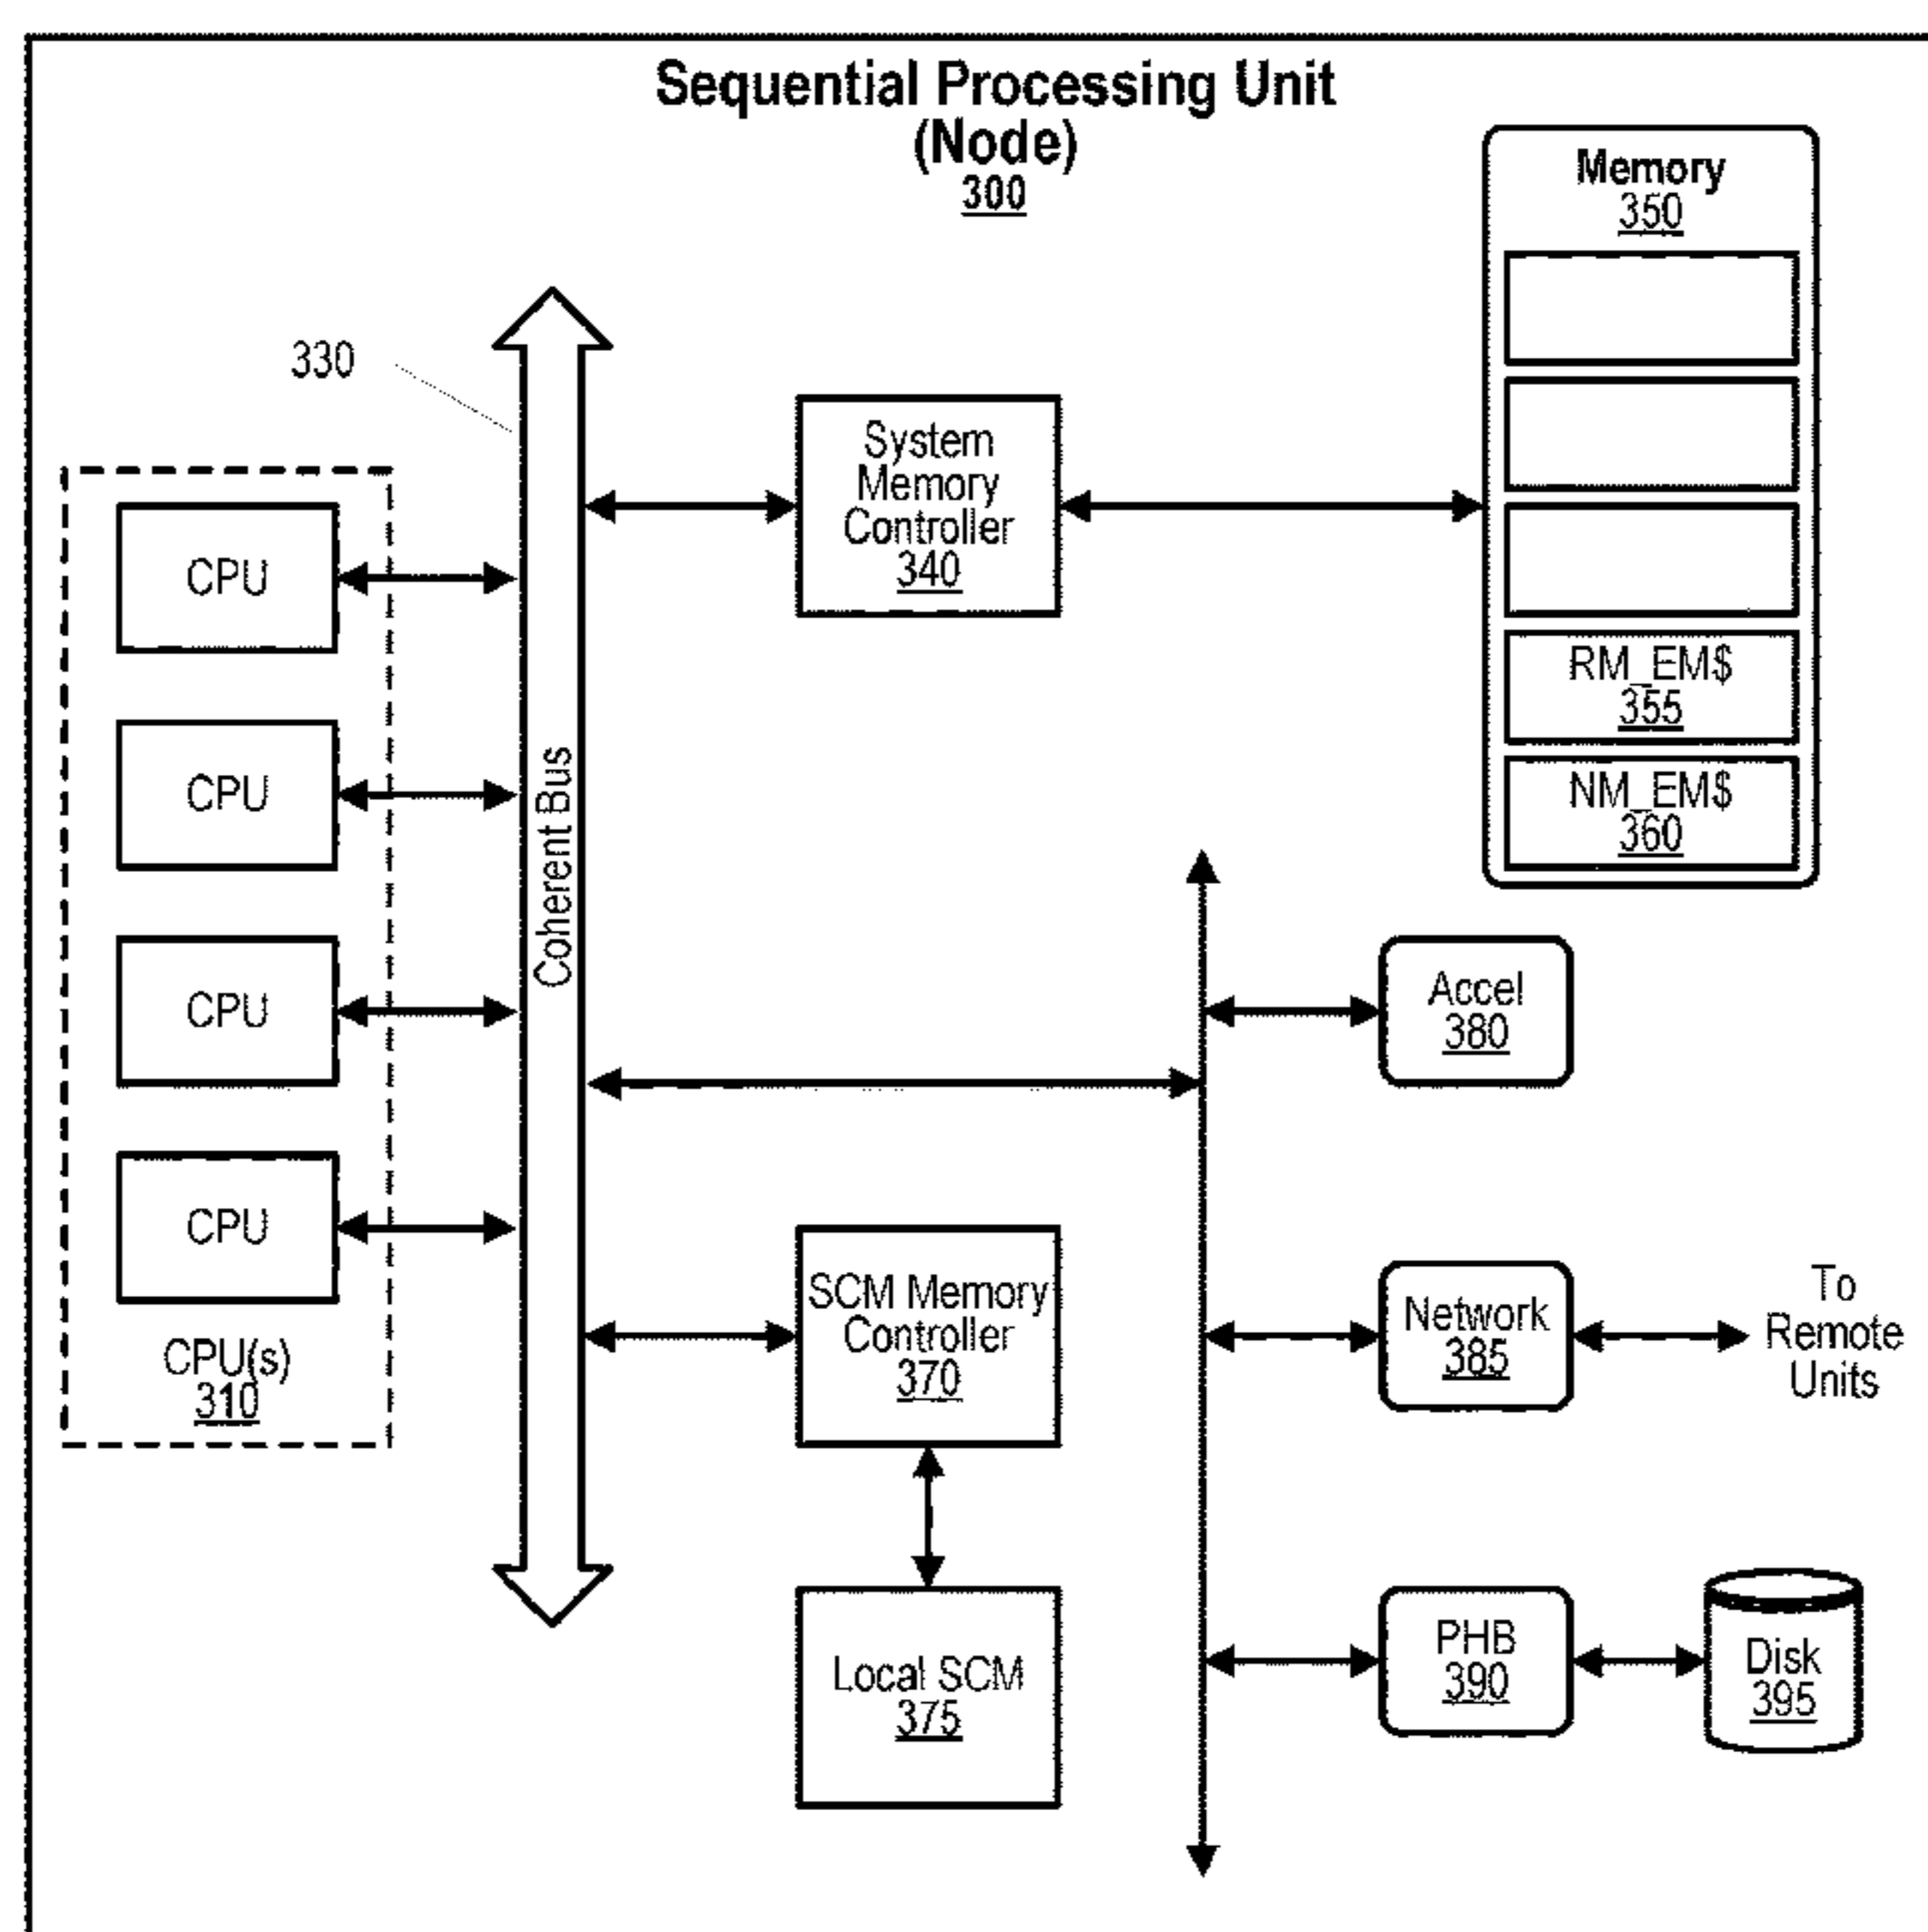 Sequential Processing Unit
(Node)
300
Memory
350
330
System
Memory
Controller
340
CPU
CPU
CPU
CPU
CPU(s)
310
Coherent Bus
RM_EM$
355
NM_EM$
360
Accel
380
SCM Memory
Controller
370
Network
385
To
Remote
Units
Local SCM
375
PHB
390
Disk
395